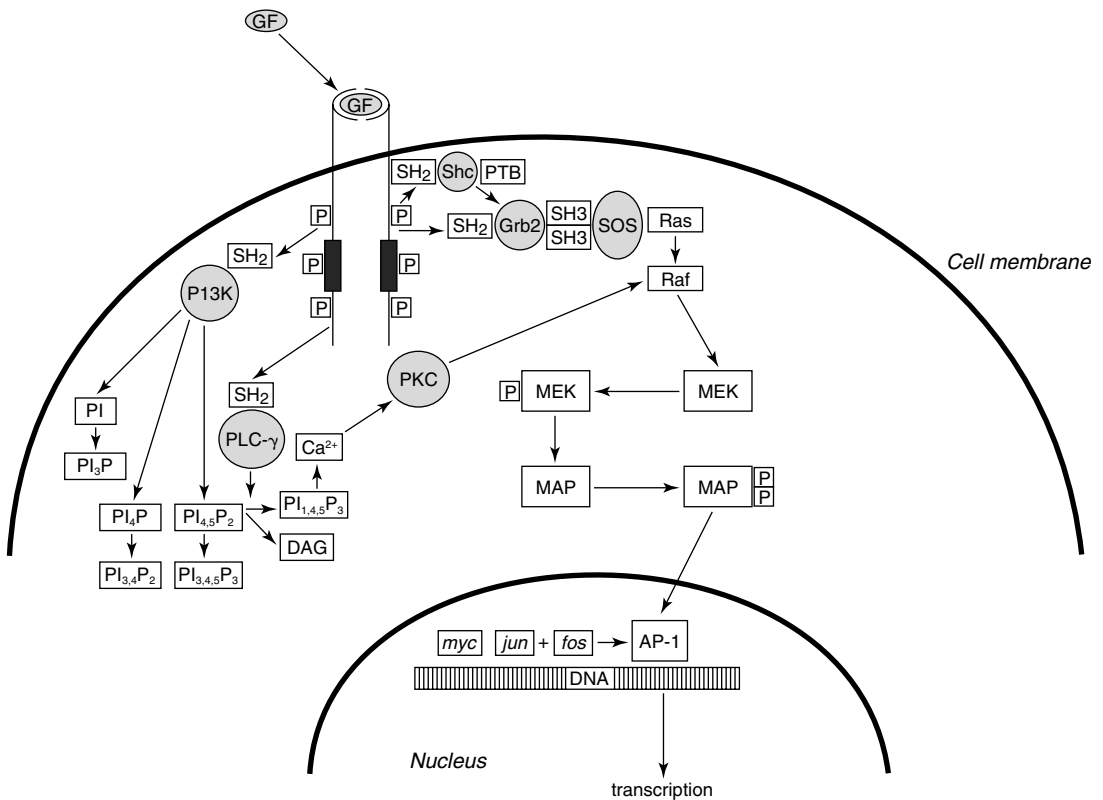 GF
GF
SH2 Shc PTB
P P
SH2 Grb2 SH3 SOS Ras
SH3
SH2
P P
Cell membrane
P13K
Raf
P P
PKC
MEK
P MEK
SH2
PI
PLC-γ
Ca2+
PI3P
MAP
MAP P
P
PI4P PI4,5P2 PI1,4,5P3
DAG
PI3,4P2 PI3,4,5P3
myc jun + fos AP-1
DNA
Nucleus
transcription